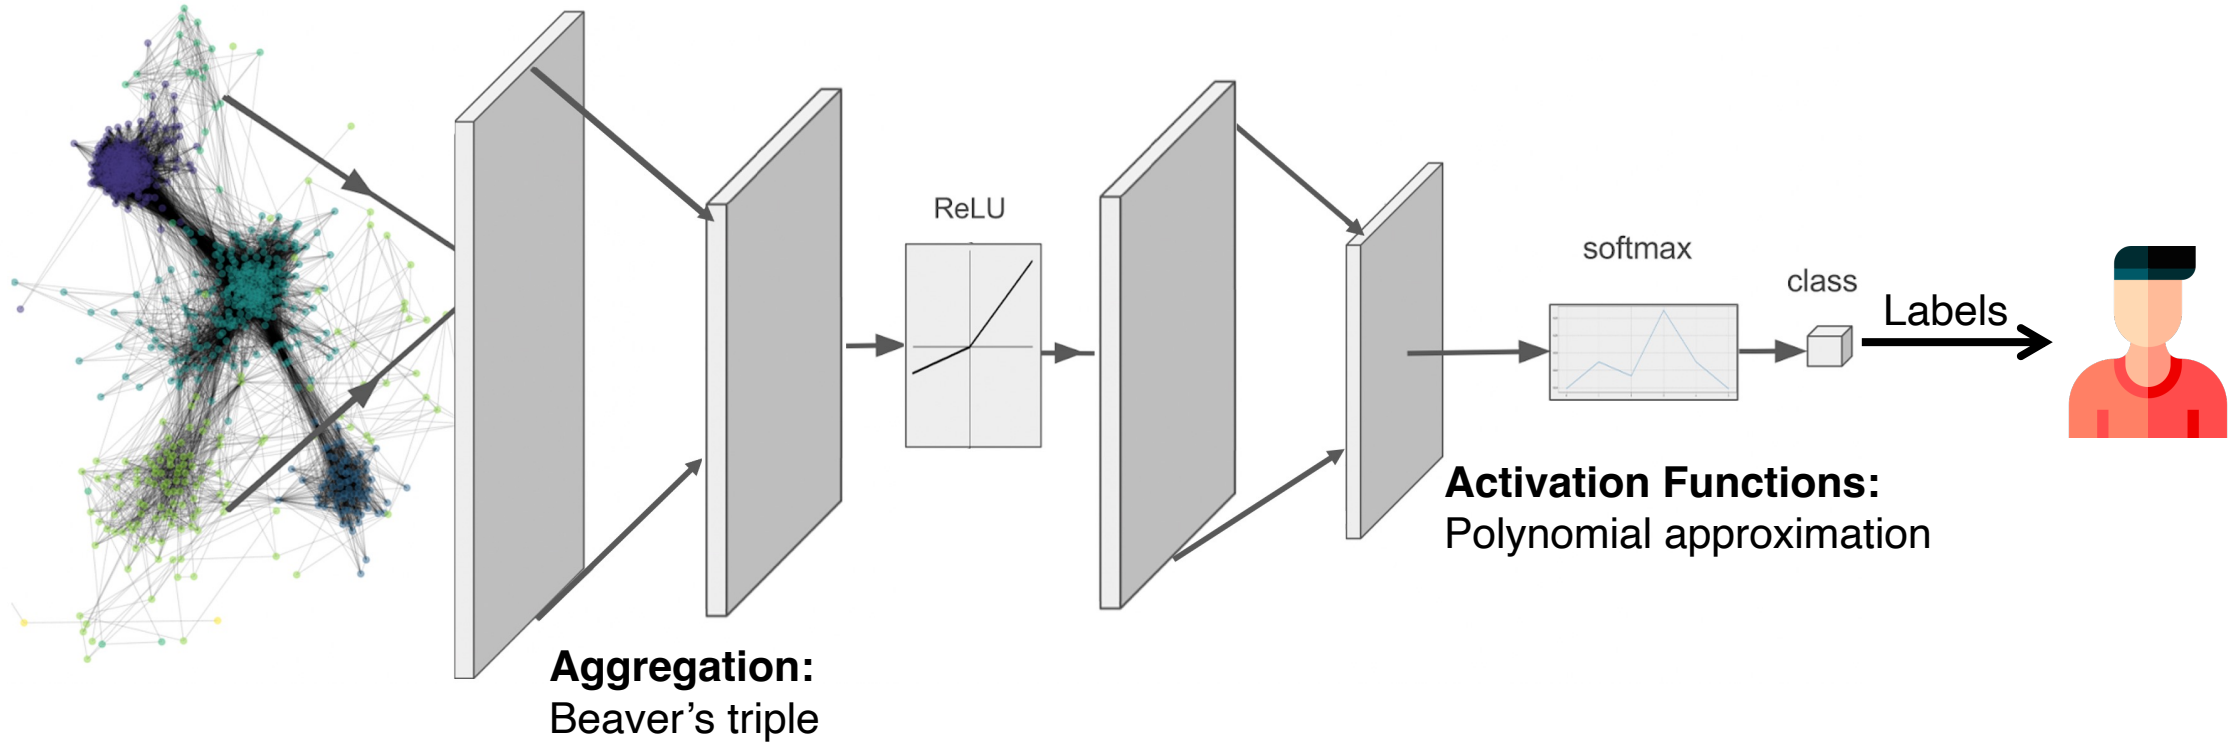 ReLU
softmax
class
Labels
Activation Functions:
Polynomial approximation
Aggregation:
Beaver's triple